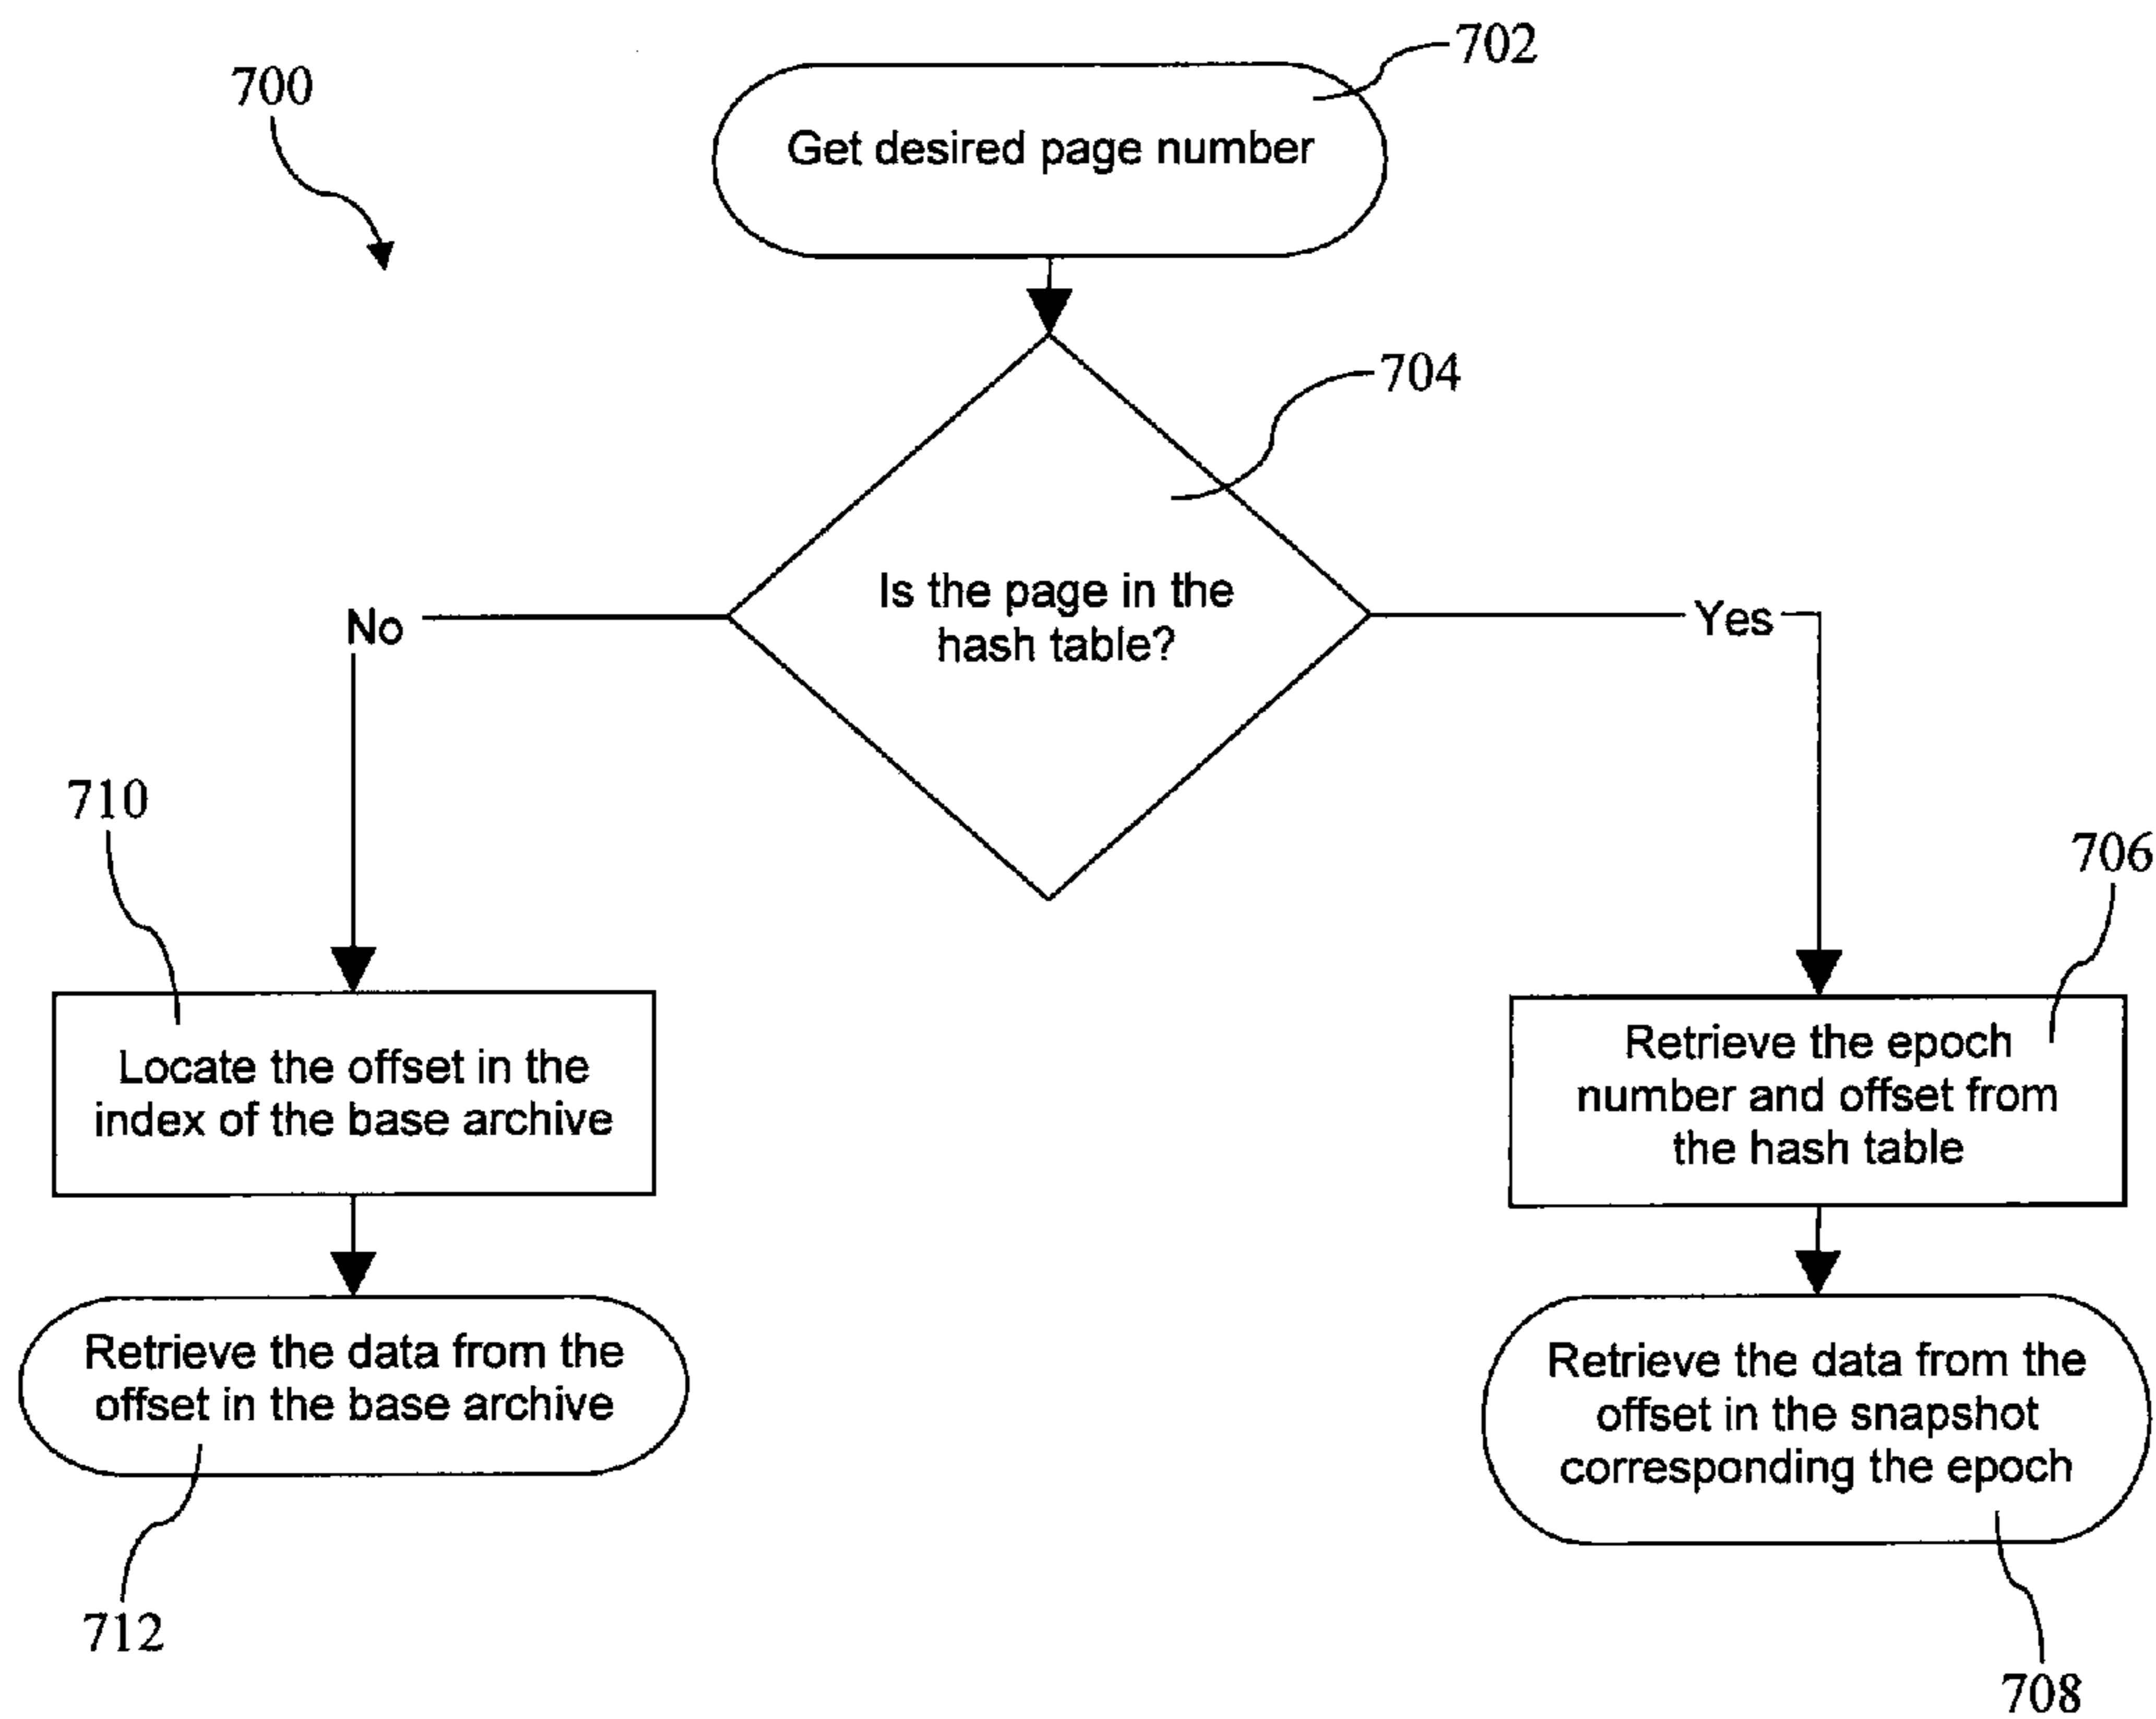 702
700
Get desired page number
704
Is the page in the
hash table?
No
Yes
710
706
Locate the offset in the
index of the base archive
Retrieve the epoch
number and offset from
the hash table
Retrieve the data from the
offset in the base archive
Retrieve the data from the
offset in the snapshot
corresponding the epoch
712
708